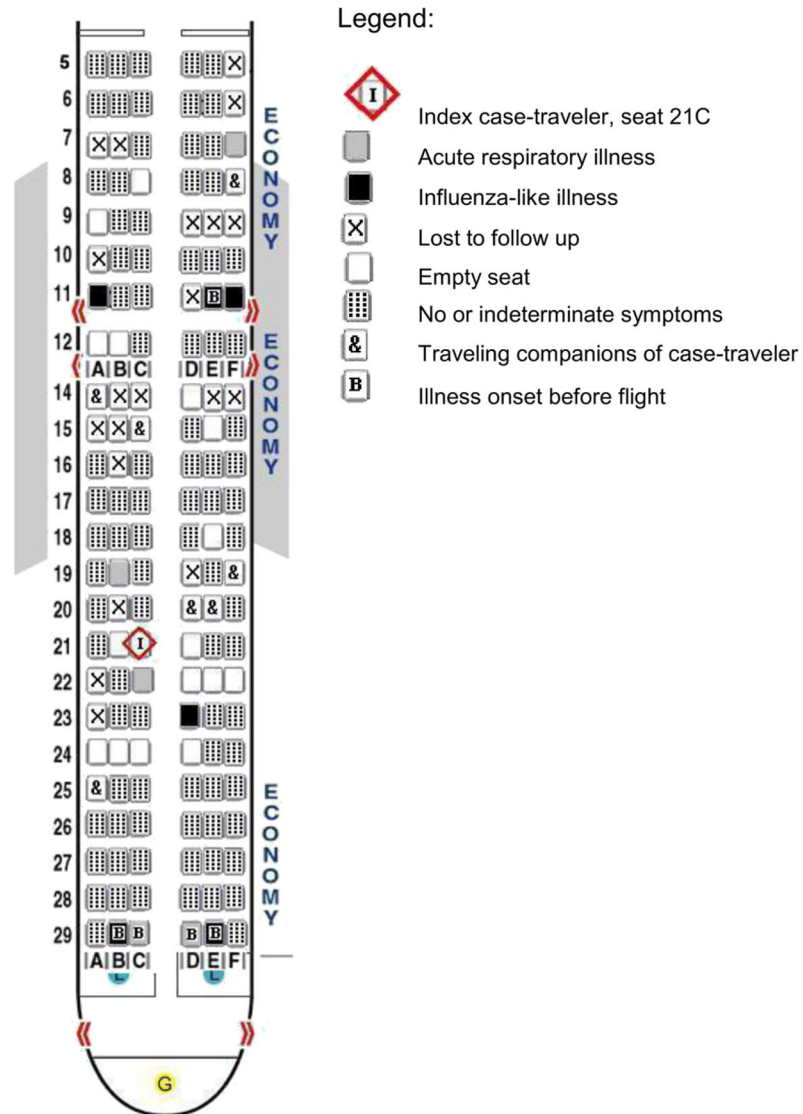 Legend:
I
Index case-traveler, seat 21C
Acute respiratory illness
Influenza-like illness
Lost to follow up
Empty seat
No or indeterminate symptoms
& Traveling companions of case-traveler
B Illness onset before flight
5
6
7
8 &
9
10
11 B
12
A B C D E F
14 &
15 &
16
17
18
19 &
20 & &
21 I
22
23
24
25 &
26
27
28
29 B B B B
A B C D E F
L L
G
ECONOMY
ECONOMY
ECONOMY